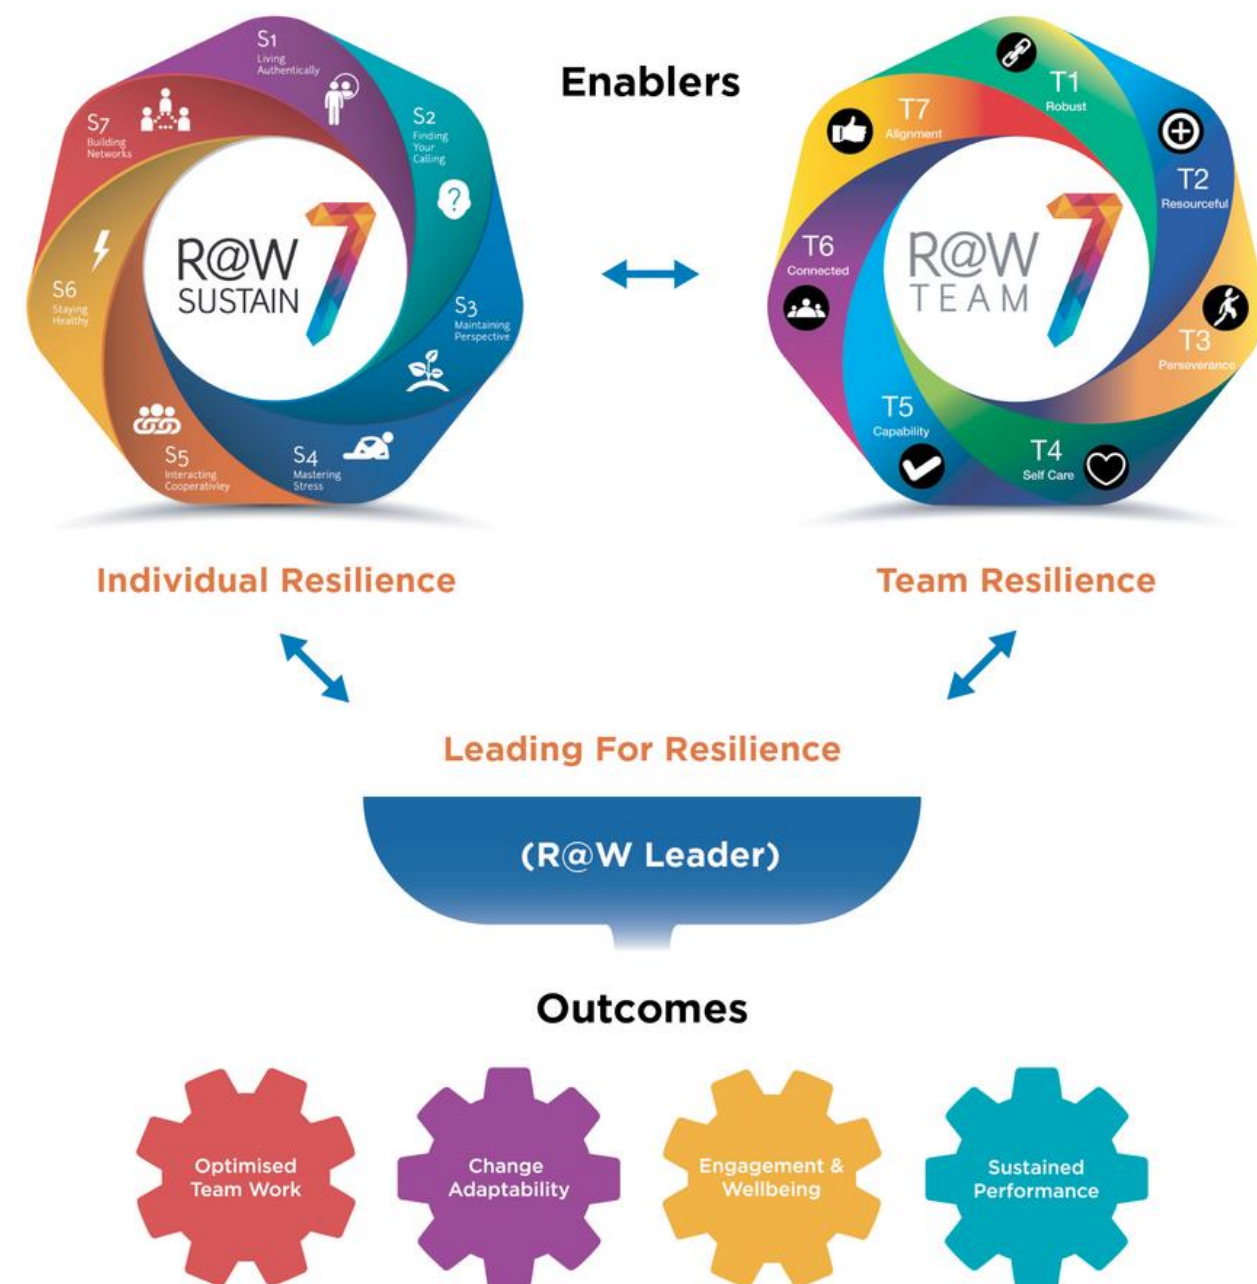 Enablers
S1
Living
Authentically
S2
Finding
Your
Calling
S3
Maintaining
Perspective
S4
Mastering
Stress
S5
Interacting
Cooperativley
S6
Staying
Healthy
S7
Building
Networks
R@W 7
SUSTAIN
T1
Robust
T2
Resourceful
T3
Perseverance
T4
Self Care
T5
Capability
T6
Connected
T7
Alignment
R@W 7
TEAM
Individual Resilience
Team Resilience
Leading For Resilience
(R@W Leader)
Outcomes
Optimised
Team Work
Change
Adaptability
Engagement &
Wellbeing
Sustained
Performance